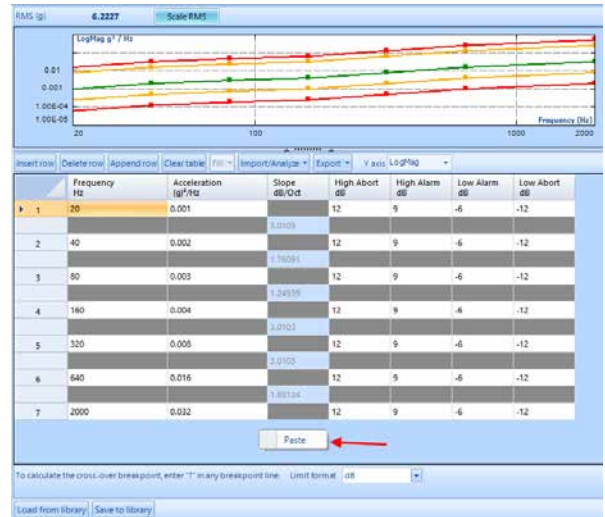 RMS (g) 6.2227 Scale RMS
LogMag g² / Hz
0.01
0.001
1.00E-04
1.00E-05
20 100 1000 2000
Frequency (Hz)
Insert row Delete row Append row Clear table Fill Import/Analyze Export Y axis LogMag
Frequency Hz Acceleration (g)²/Hz Slope dB/Oct High Abort dB High Alarm dB Low Alarm dB Low Abort dB
1 20 0.001 12 9 -6 -12
3.0103
2 40 0.002 12 9 -6 -12
1.76091
3 80 0.003 12 9 -6 -12
1.24939
4 160 0.004 12 9 -6 -12
3.0103
5 320 0.008 12 9 -6 -12
3.0103
6 640 0.016 12 9 -6 -12
7 2000 0.032 12 9 -6 -12
Paste
To calculate the cross-over breakpoint, enter "?" in any breakpoint line. Limit format dB
Load from library Save to library